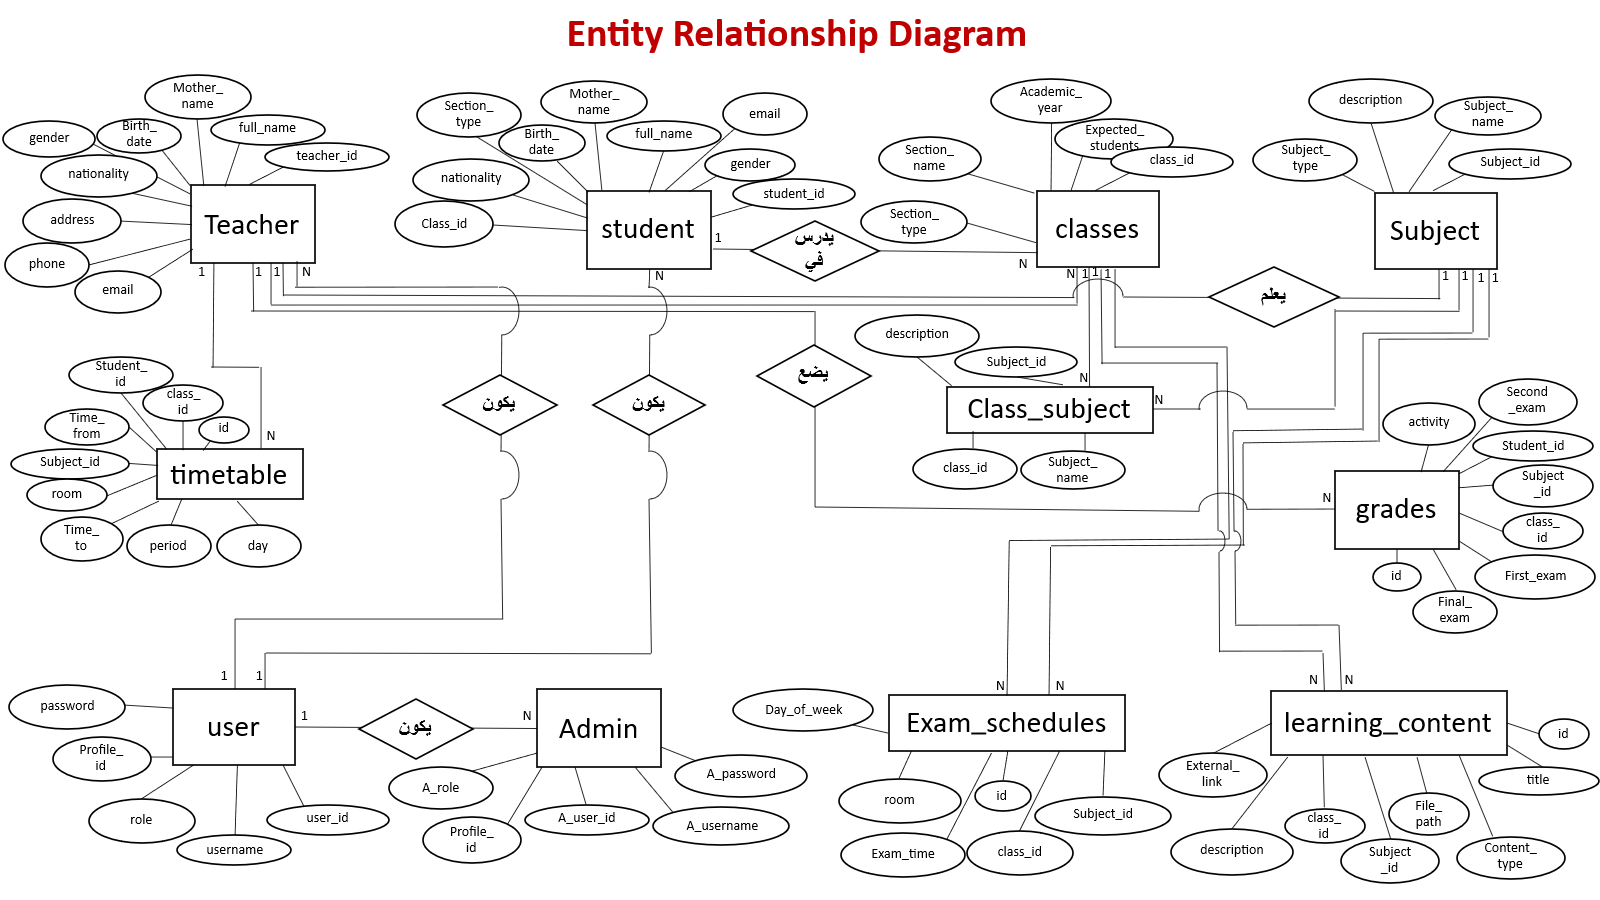 Entity Relationship Diagram
Mother_
name
gender
Birth_
date
full_name
teacher_id
nationality
address
phone
email
Teacher
Section_
type
Mother_
name
email
Birth_
date
full_name
gender
nationality
student_id
Class_id
student
Academic_
year
Expected_
students
Section_
name
class_id
Section_
type
classes
description
Subject_
name
Subject_
type
Subject_id
Subject
1
يدرس
في
N
1
1
1
N
N
N
1
1
1
1
1
1
1
يعلم
description
Subject_id
N
Class_subject
N
class_id
Subject_
name
يضع
يكون
يكون
Student_
id
class_
id
Time_
from
id
N
Subject_id
room
timetable
Time_
to
period
day
Second
_exam
activity
Student_id
Subject
_id
N
grades
class_
id
id
First_exam
Final_
exam
1
1
N
N
N
N
password
Profile_
id
role
username
user_id
user
1
يكون
N
Admin
A_role
Profile_
id
A_user_id
A_username
A_password
Day_of_week
Exam_schedules
room
id
Subject_id
Exam_time
class_id
learning_content
id
title
External_
link
class_
id
File_
path
description
Subject
_id
Content_
type